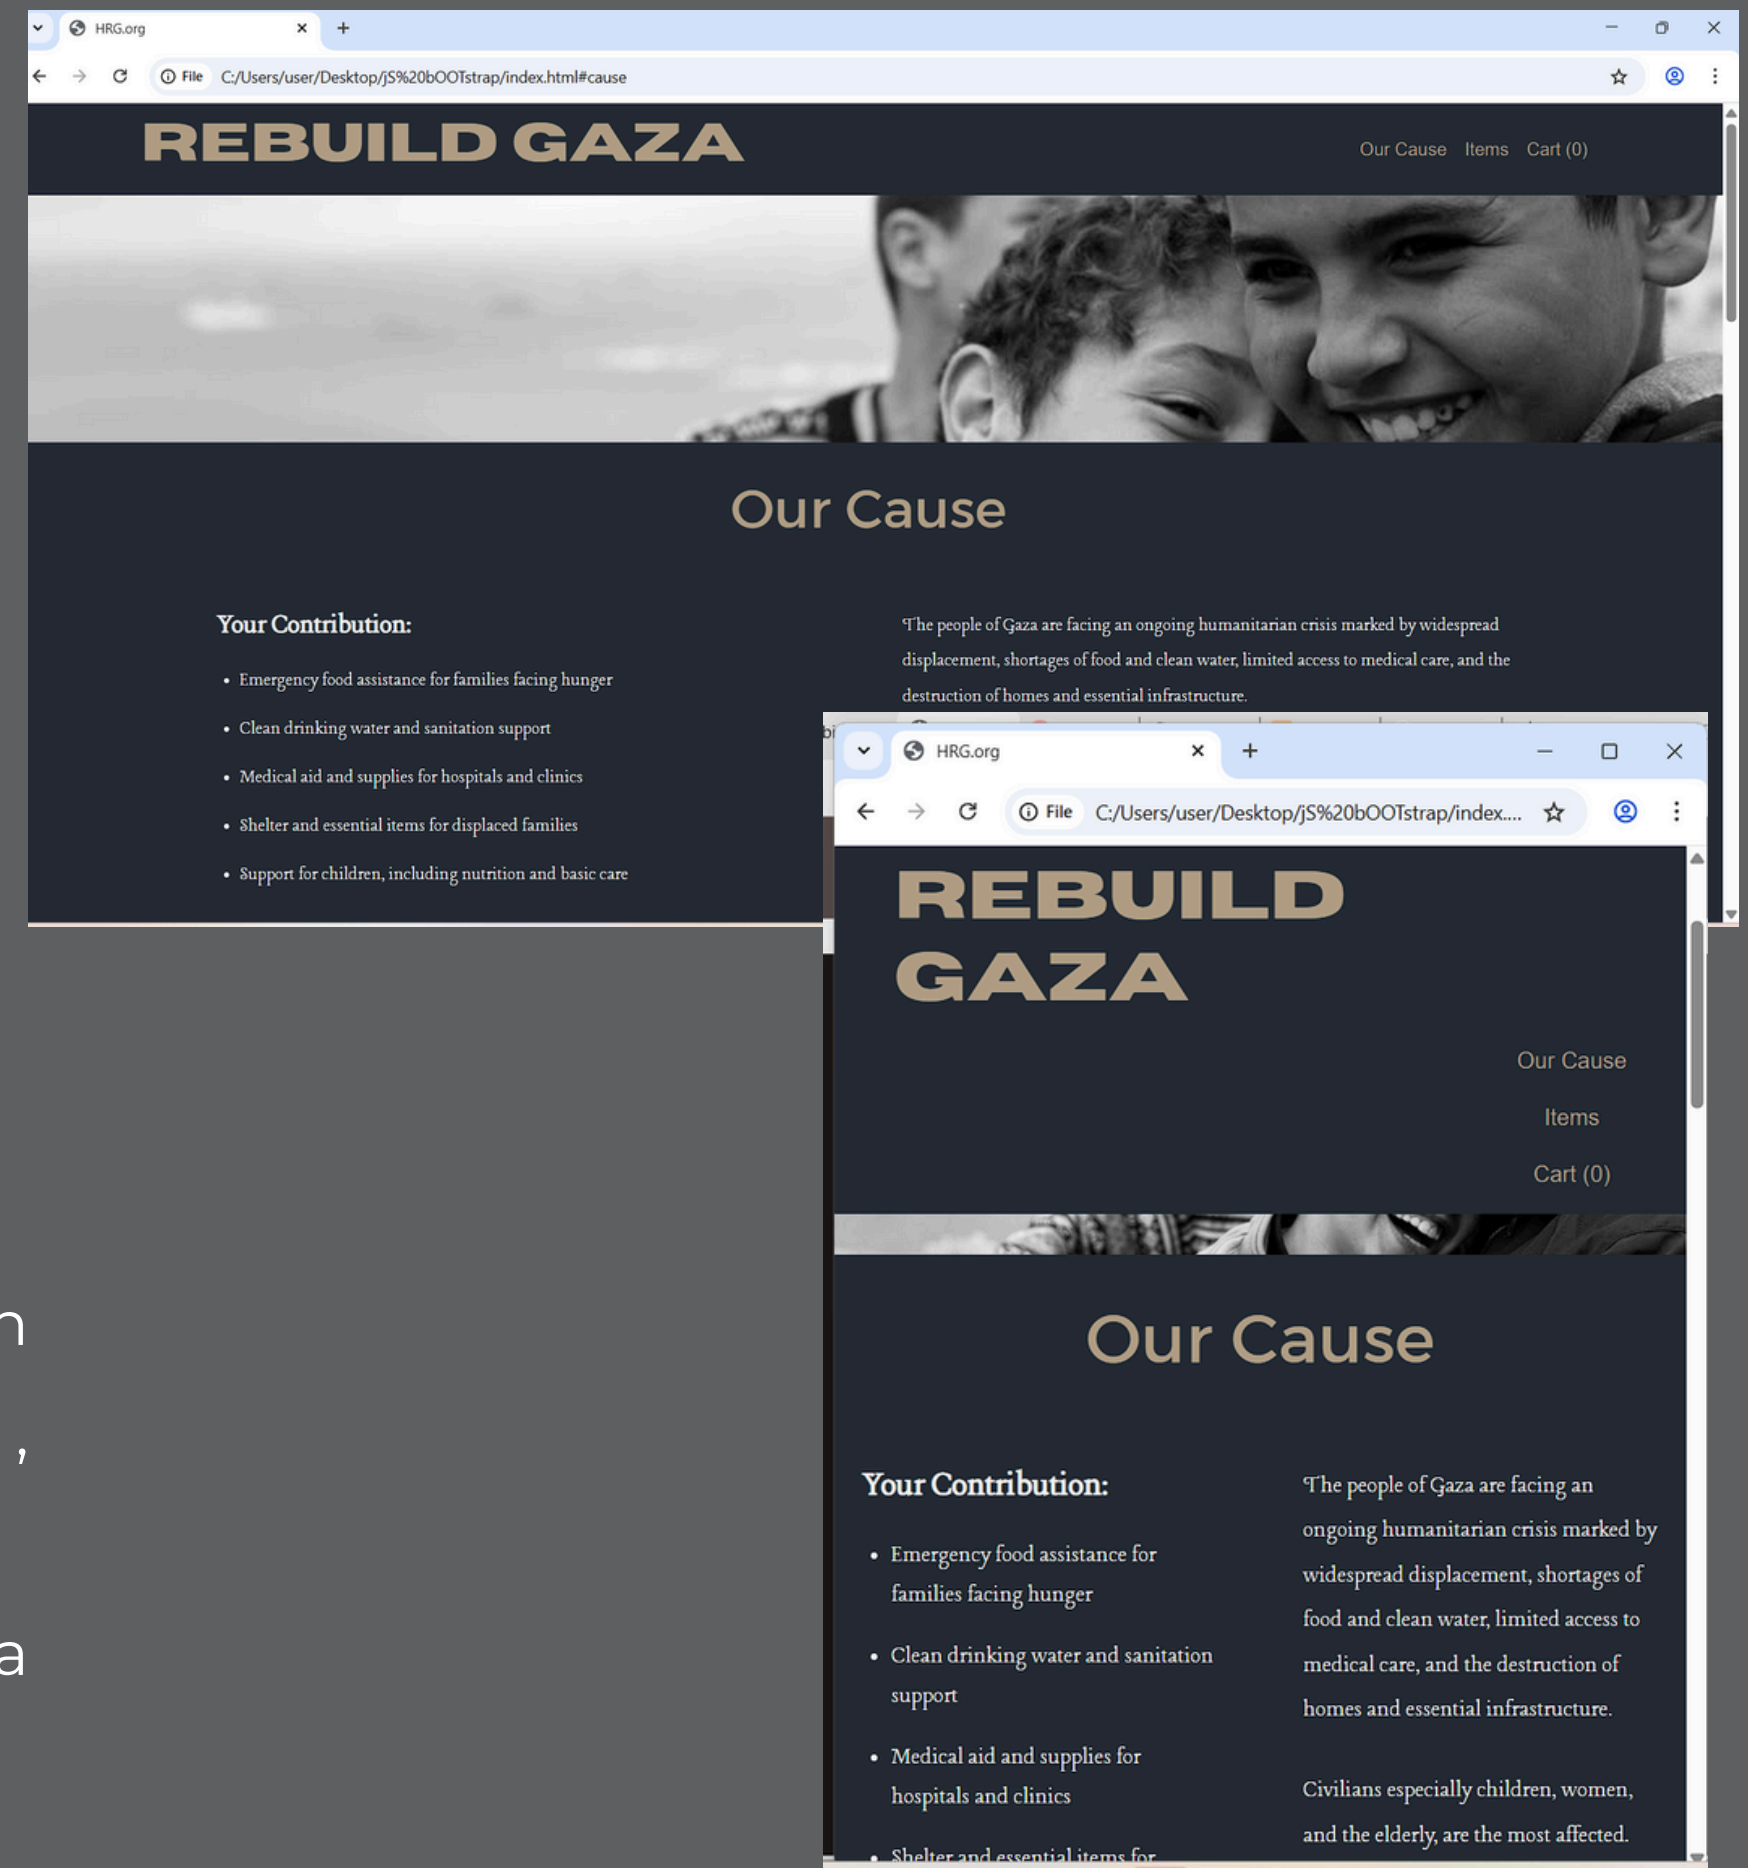 HRG.org
File C:/Users/user/Desktop/jS%20bOOTstrap/index.html#cause
REBUILD GAZA
Our Cause Items Cart (0)
Our Cause
Your Contribution:
• Emergency food assistance for families facing hunger
• Clean drinking water and sanitation support
• Medical aid and supplies for hospitals and clinics
• Shelter and essential items for displaced families
• Support for children, including nutrition and basic care
The people of Gaza are facing an ongoing humanitarian crisis marked by widespread
displacement, shortages of food and clean water, limited access to medical care, and the
destruction of homes and essential infrastructure.
HRG.org
File C:/Users/user/Desktop/jS%20bOOTstrap/index....
REBUILD
GAZA
Our Cause
Items
Cart (0)
Our Cause
Your Contribution:
• Emergency food assistance for
families facing hunger
• Clean drinking water and sanitation
support
• Medical aid and supplies for
hospitals and clinics
• Shelter and essential items for
The people of Gaza are facing an
ongoing humanitarian crisis marked by
widespread displacement, shortages of
food and clean water, limited access to
medical care, and the destruction of
homes and essential infrastructure.
Civilians especially children, women,
and the elderly, are the most affected.
n
,
a